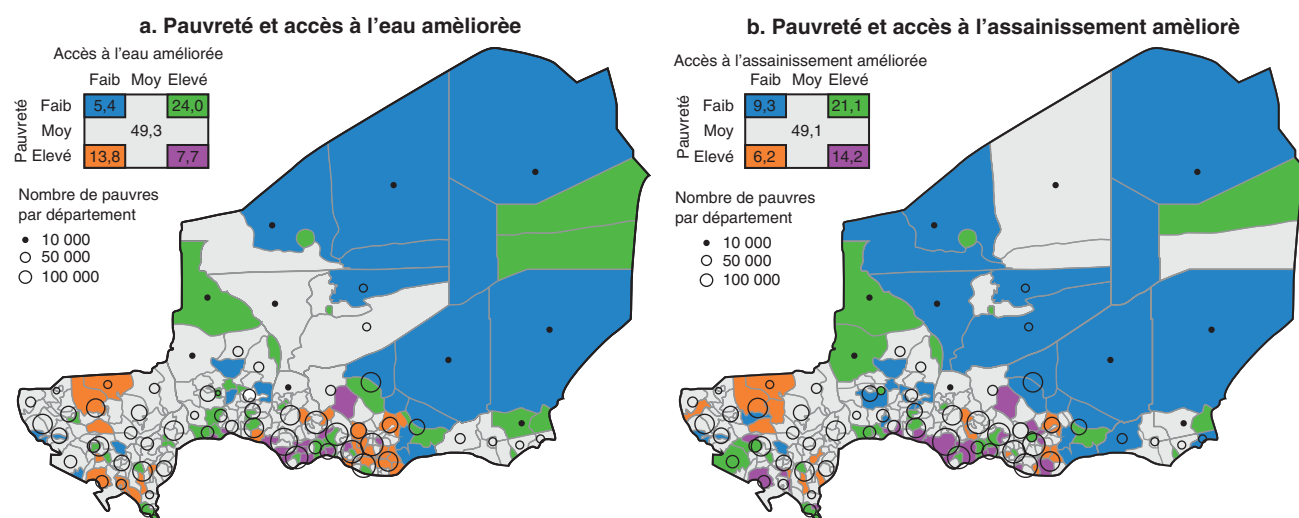 a. Pauvreté et accès à l'eau amèliorèe
Accès à l'eau améliorée
Faib Moy Elevé
Pauvreté
Faib 5,4 24,0
Moy 49,3
Elevé 13,8 7,7
Nombre de pauvres
par département
10 000
50 000
100 000
b. Pauvreté et accès à l'assainissement amèliorè
Accès à l'assainissement améliorée
Faib Moy Elevé
Pauvreté
Faib 9,3 21,1
Moy 49,1
Elevé 6,2 14,2
Nombre de pauvres
par département
10 000
50 000
100 000